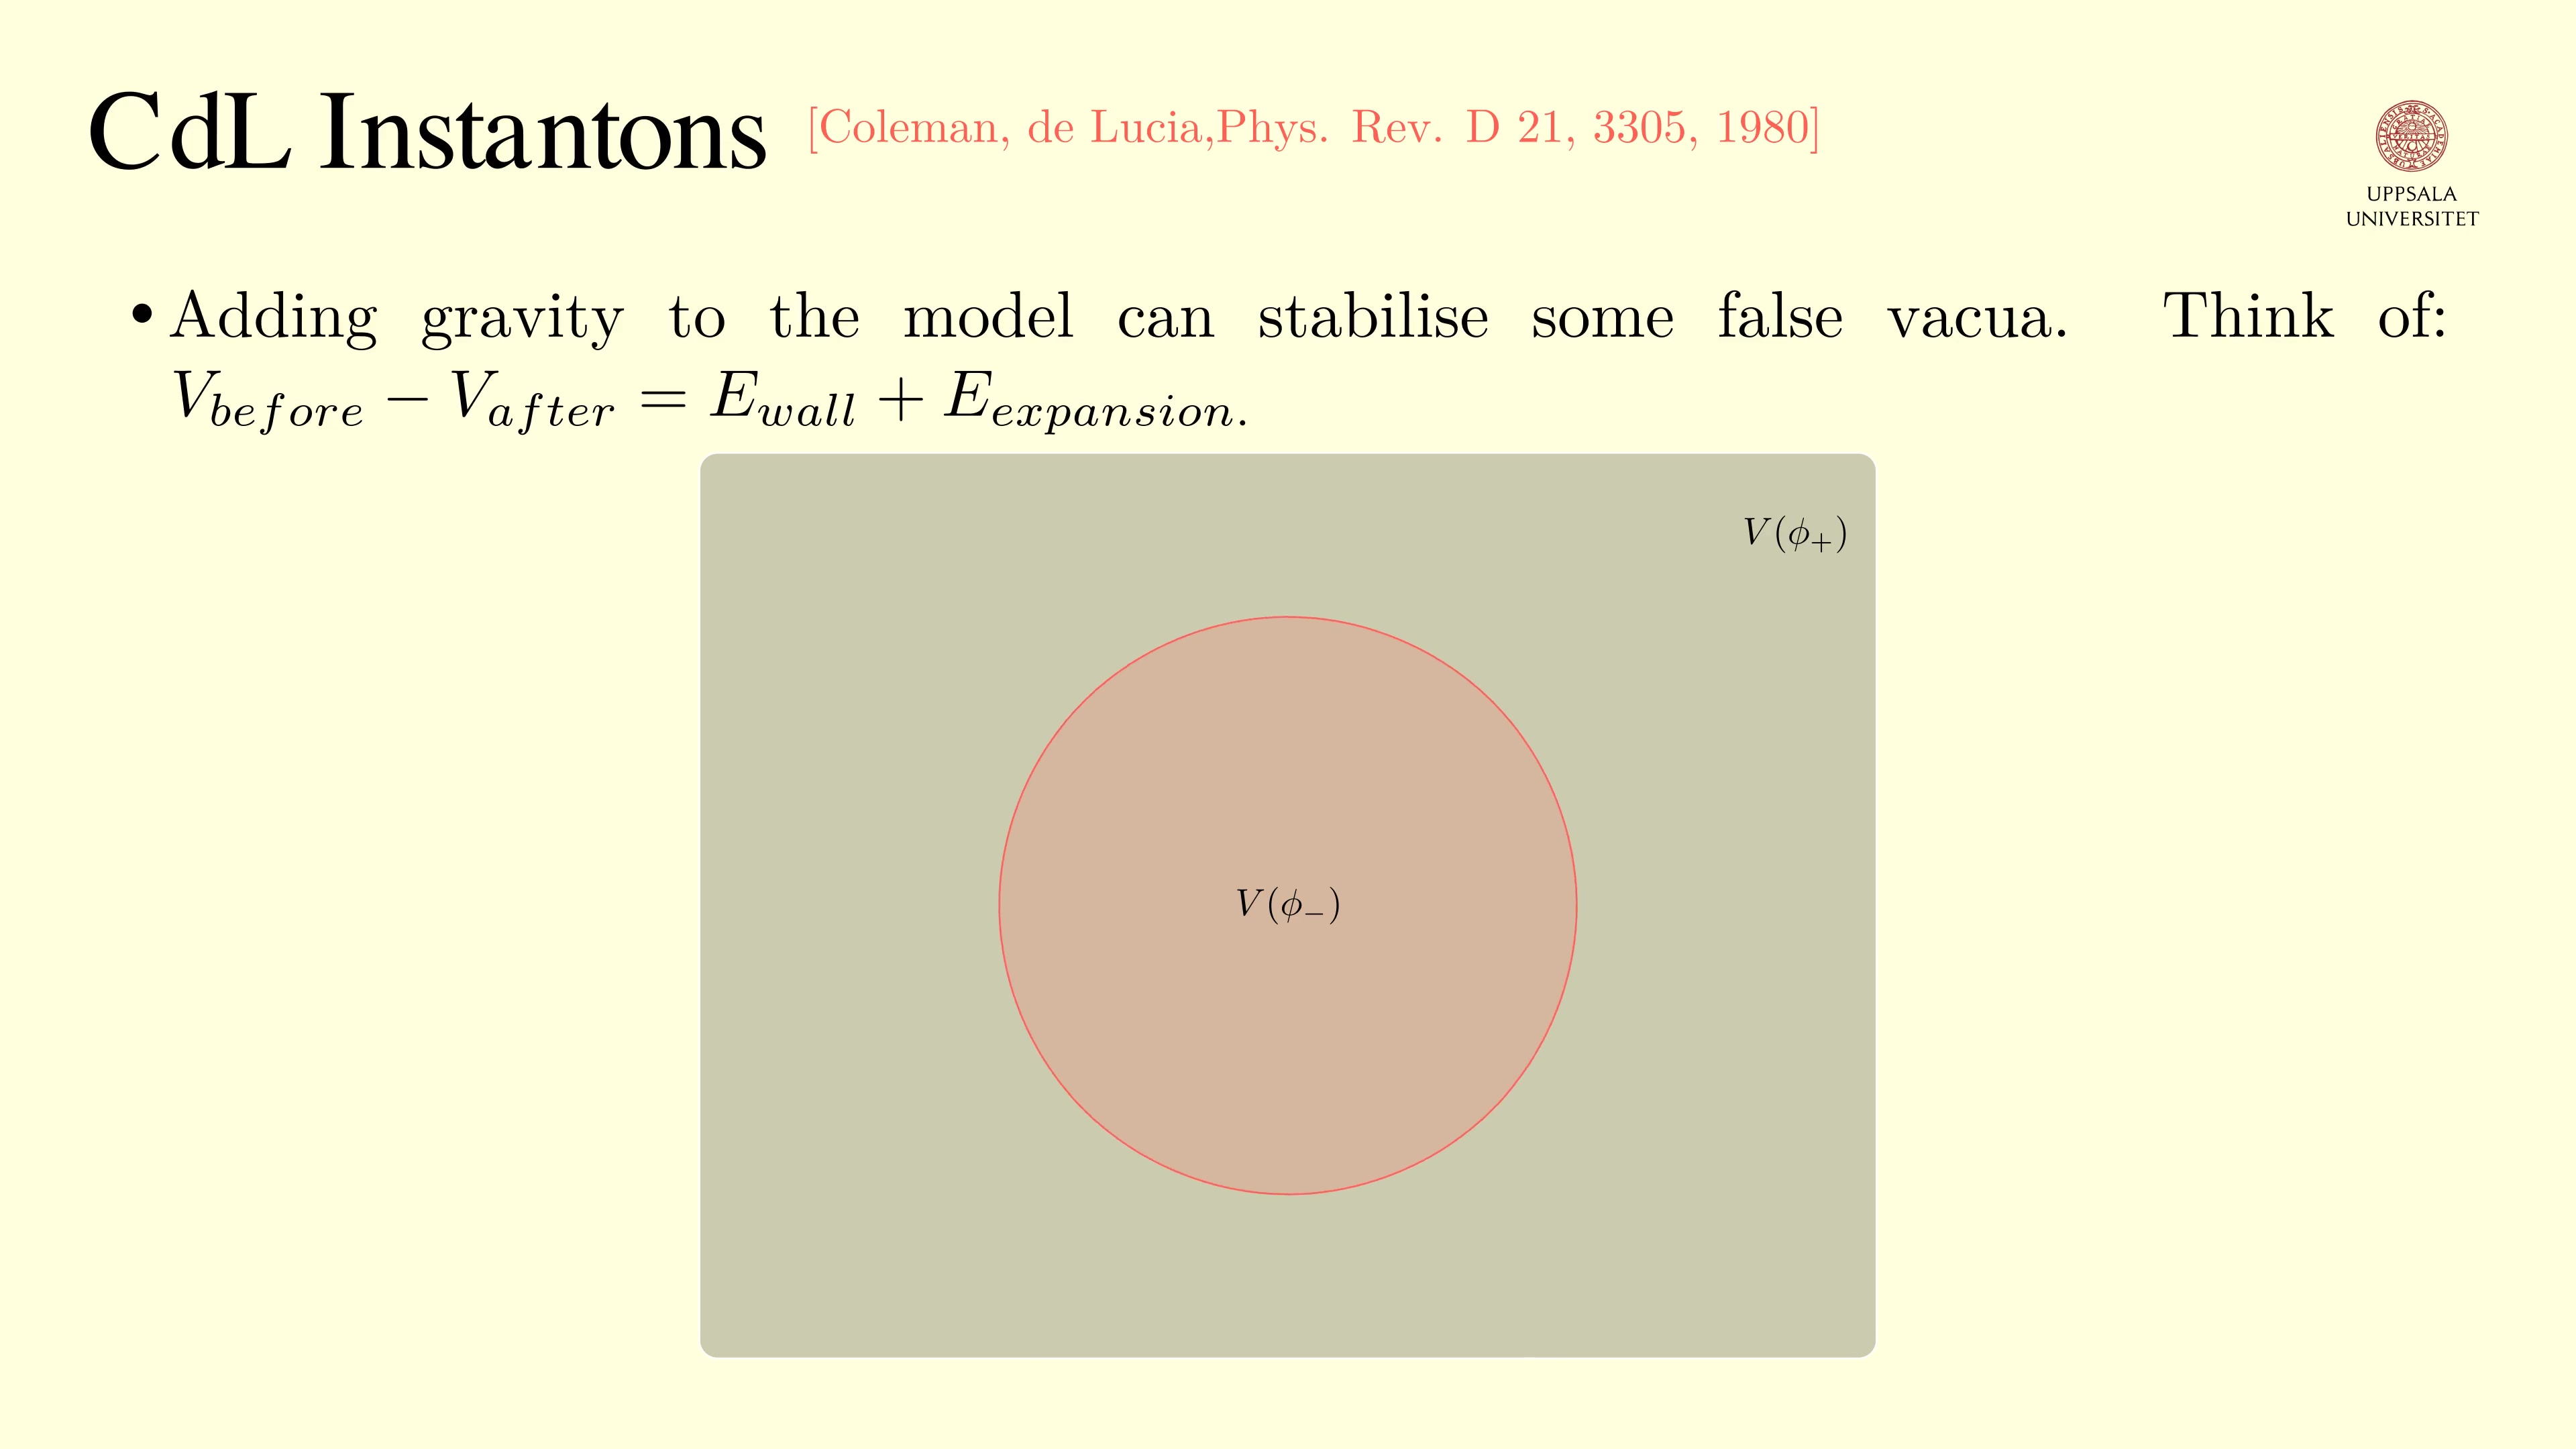 CdL Instantons [Coleman, de Lucia,Phys. Rev. D 21, 3305, 1980]
UPPSALA
UNIVERSITET
• Adding gravity to the model can stabilise some false vacua. Think of:
$V_{before} - V_{after} = E_{wall} + E_{expansion}.$
$V(\phi_+)$
$V(\phi_-)$